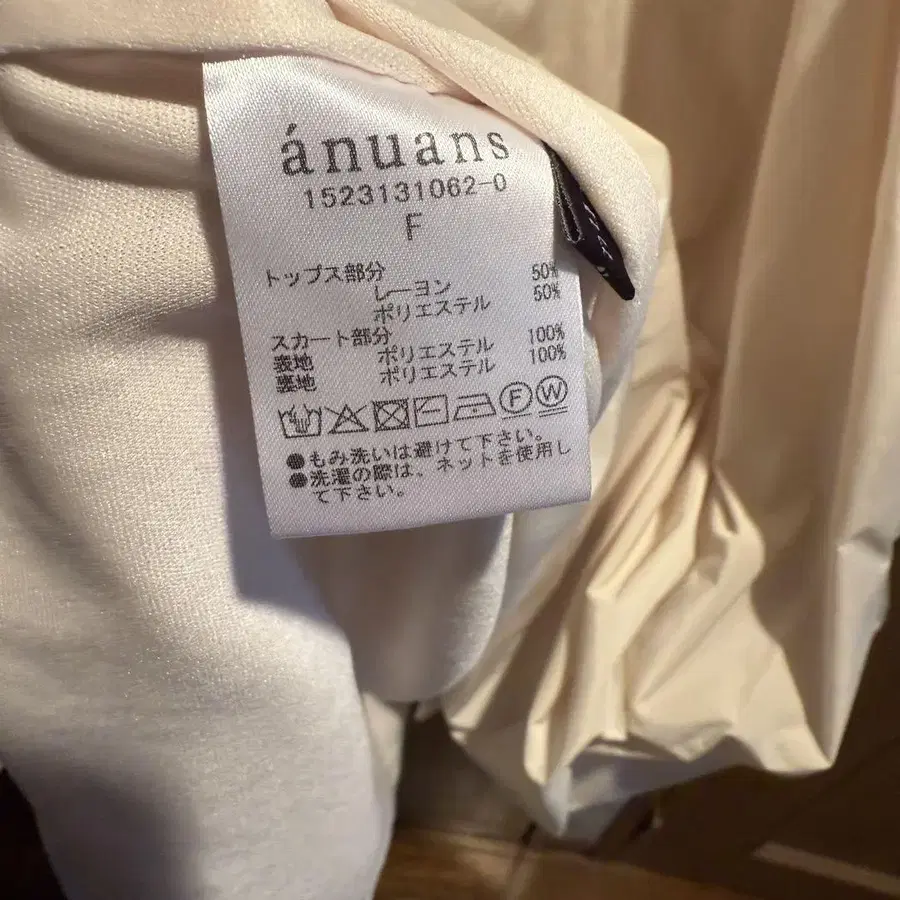 ánuans
1523131062-0
F
トップス部分
レーヨン 50%
ポリエステル 50%
スカート部分
表地 ポリエステル 100%
裏地 ポリエステル 100%
F W
●もみ洗いは避けて下さい。
●洗濯の際は、ネットを使用し
て下さい。